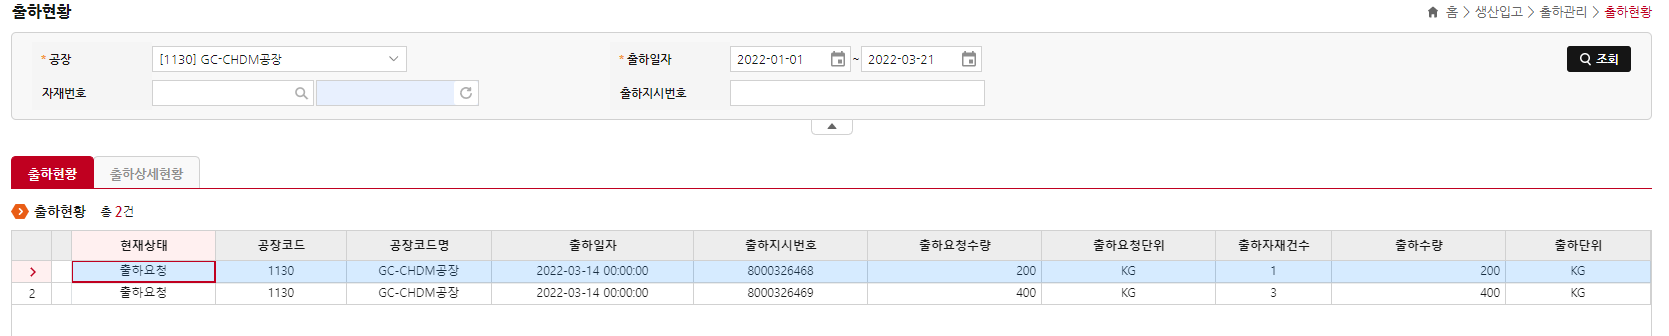 출하현황
홈 > 생산입고 > 출하관리 > 출하현황
* 공장 [1130] GC-CHDM공장 * 출하일자 2022-01-01 ~ 2022-03-21 조회
자재번호 출하지시번호
출하현황 출하상세현황
출하현황 총 2건
현재상태 공장코드 공장코드명 출하일자 출하지시번호 출하요청수량 출하요청단위 출하자재건수 출하수량 출하단위
출하요청 1130 GC-CHDM공장 2022-03-14 00:00:00 8000326468 200 KG 1 200 KG
2 출하요청 1130 GC-CHDM공장 2022-03-14 00:00:00 8000326469 400 KG 3 400 KG